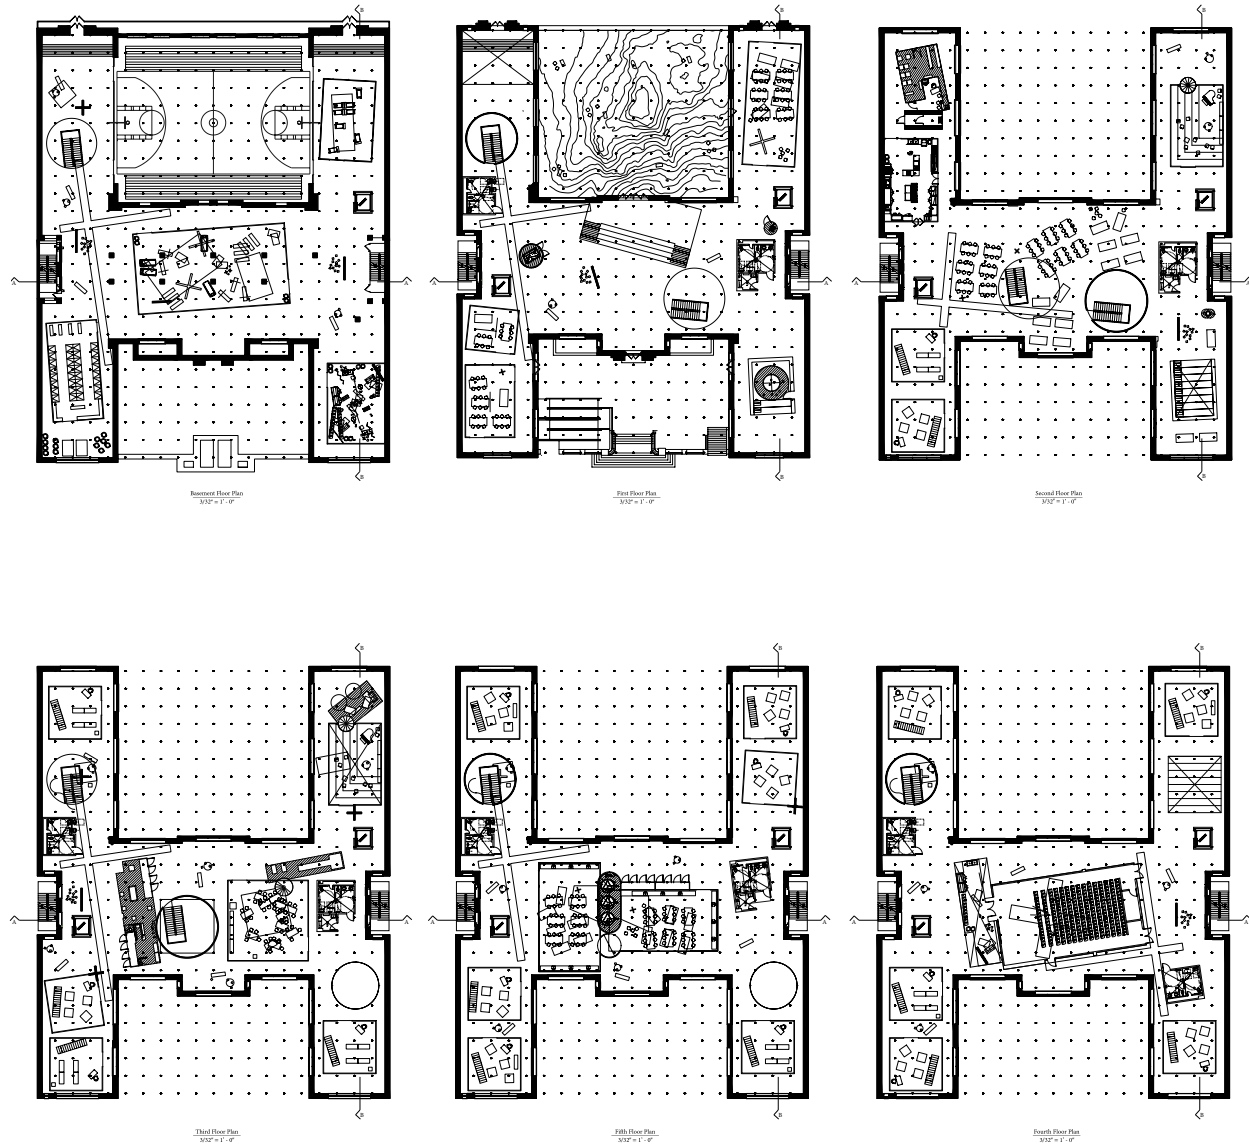 B
B
B
A
A
A
A
A
A
B
B
B
Basement Floor Plan
3/32" = 1' - 0"
First Floor Plan
3/32" = 1' - 0"
Second Floor Plan
3/32" = 1' - 0"
B
B
B
A
A
A
A
A
A
B
B
B
Third Floor Plan
3/32" = 1' - 0"
Fifth Floor Plan
3/32" = 1' - 0"
Fourth Floor Plan
3/32" = 1' - 0"